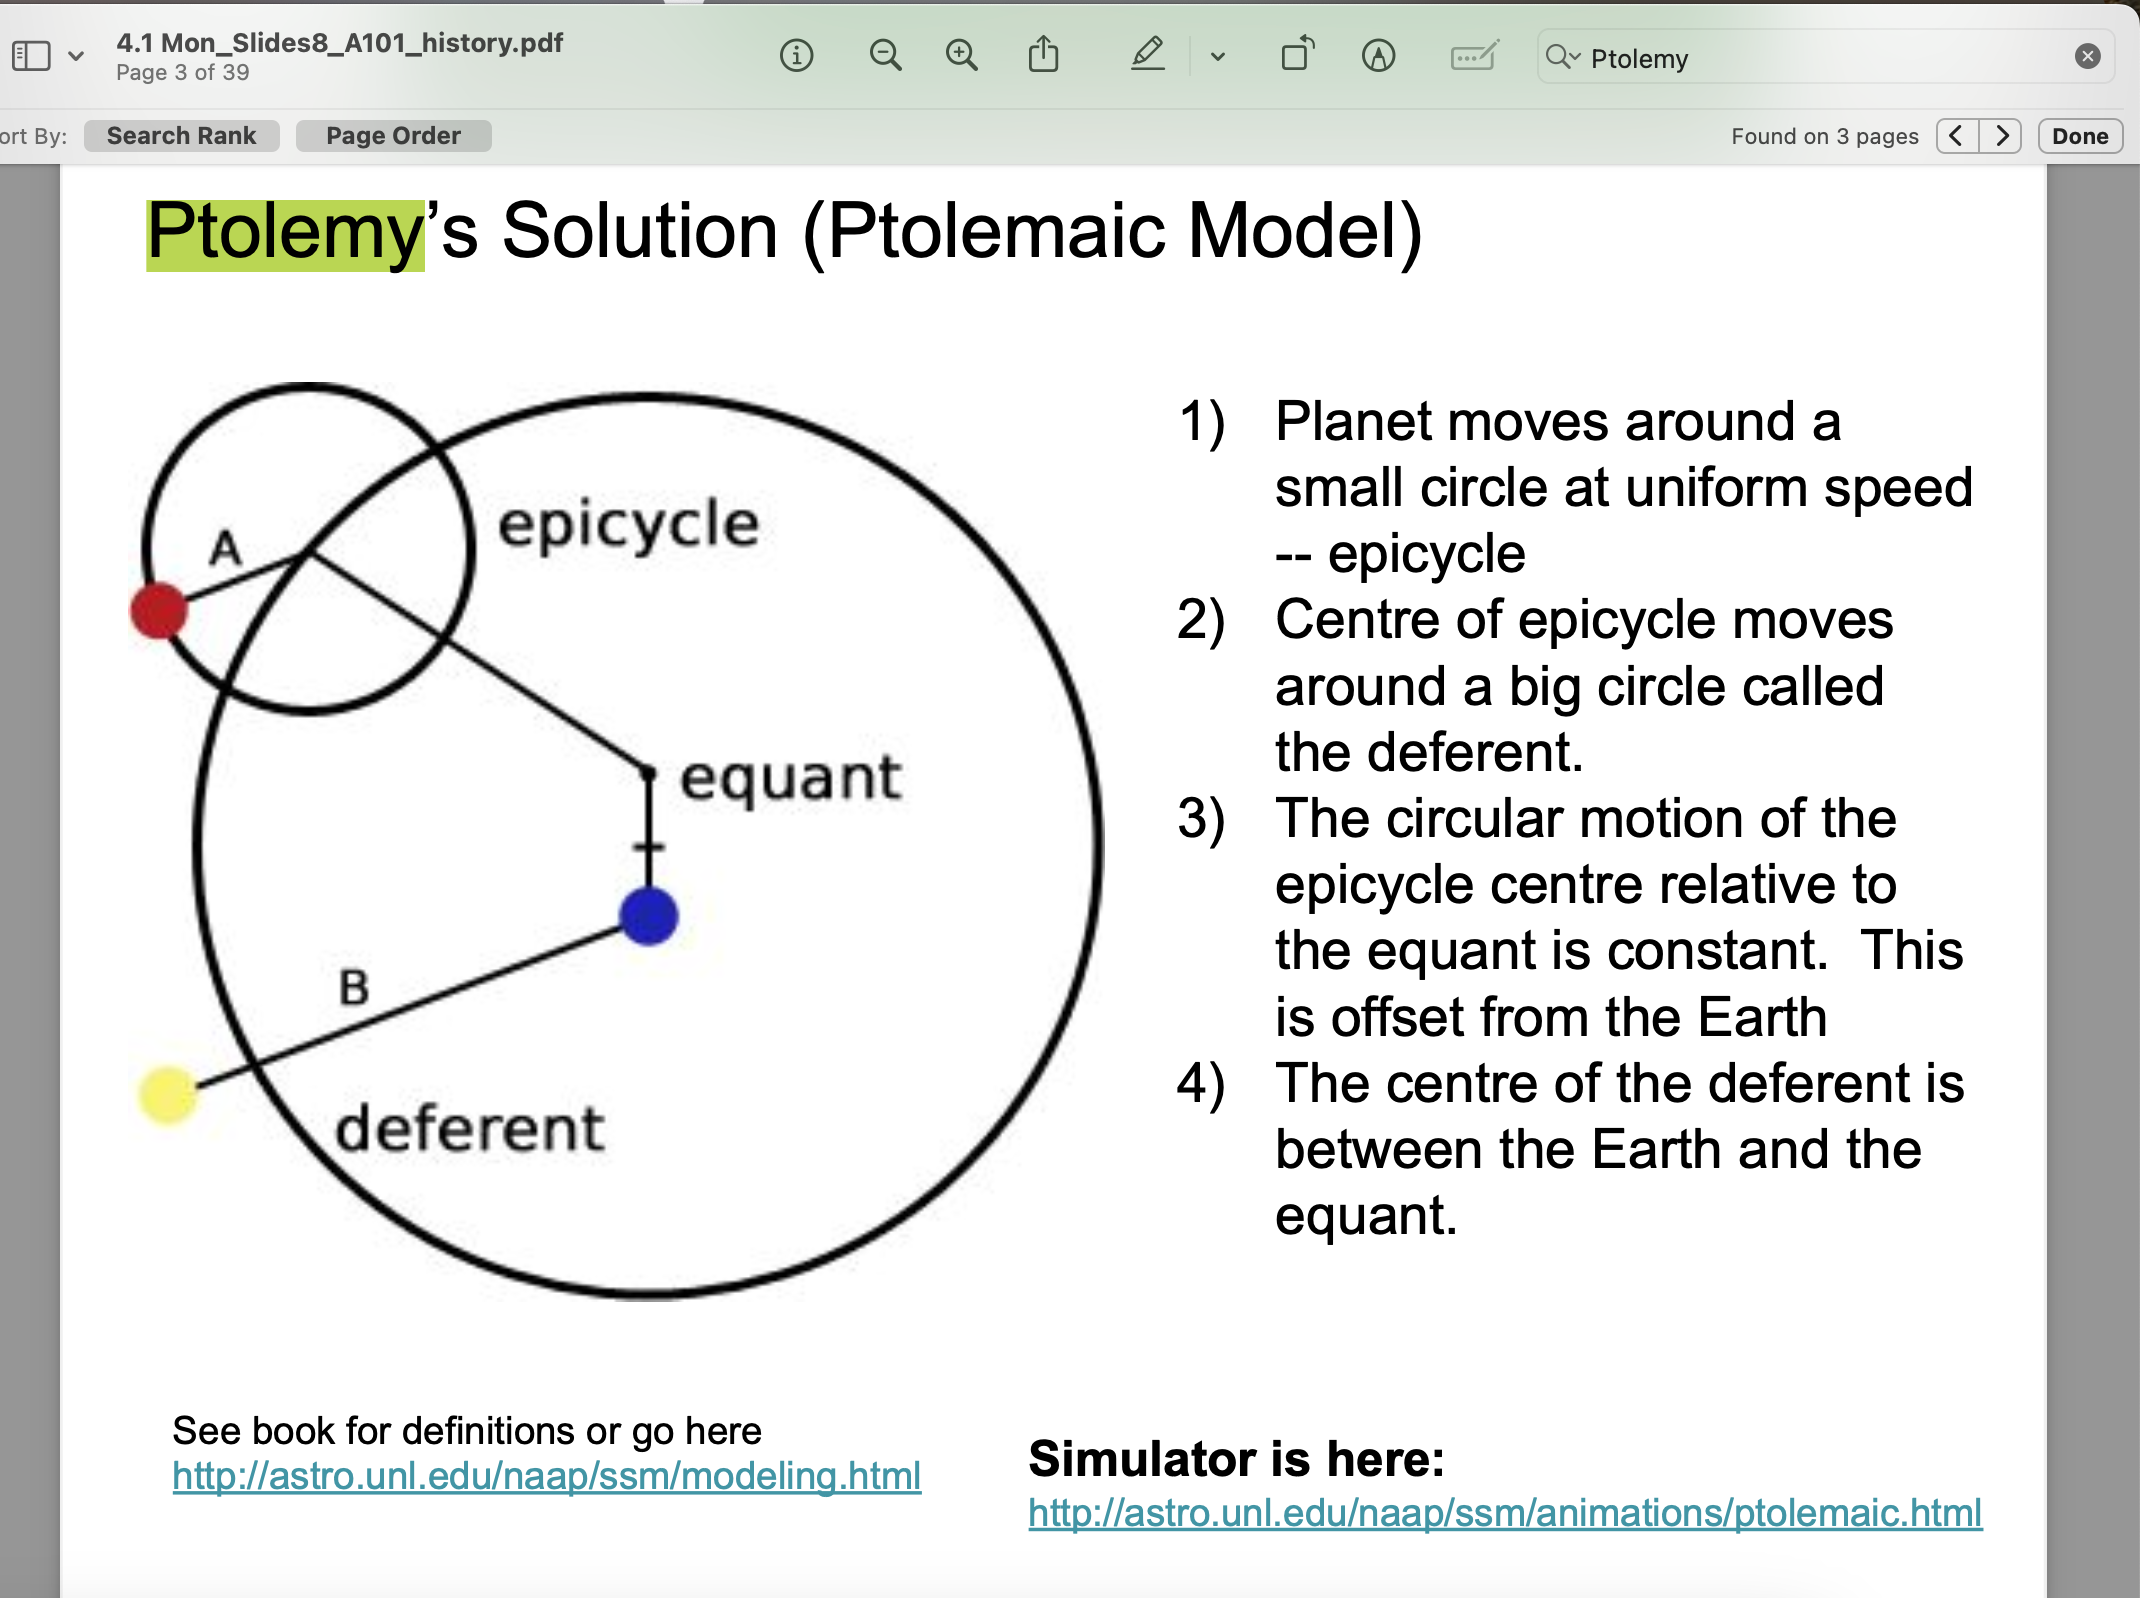 4.1 Mon_Slides8_A101_history.pdf
Page 3 of 39
Ptolemy
ort By:
Search Rank
Page Order
Found on 3 pages
Done
Ptolemy’s Solution (Ptolemaic Model)
A
epicycle
equant
B
deferent
1) Planet moves around a
small circle at uniform speed
-- epicycle
2) Centre of epicycle moves
around a big circle called
the deferent.
3) The circular motion of the
epicycle centre relative to
the equant is constant.  This
is offset from the Earth
4) The centre of the deferent is
between the Earth and the
equant.
See book for definitions or go here
http://astro.unl.edu/naap/ssm/modeling.html
Simulator is here:
http://astro.unl.edu/naap/ssm/animations/ptolemaic.html